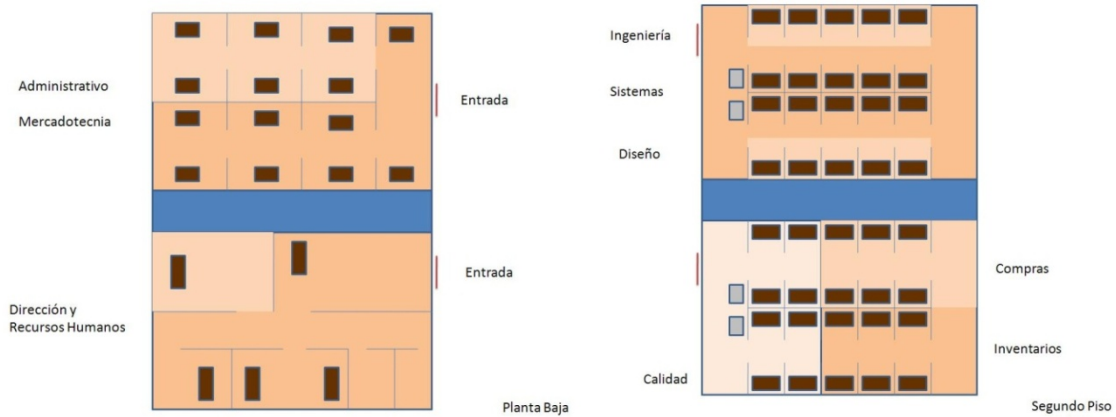 Administrativo
Mercadotecnia
Entrada
Entrada
Dirección y
Recursos Humanos
Planta Baja
Ingeniería
Sistemas
Diseño
Compras
Inventarios
Calidad
Segundo Piso